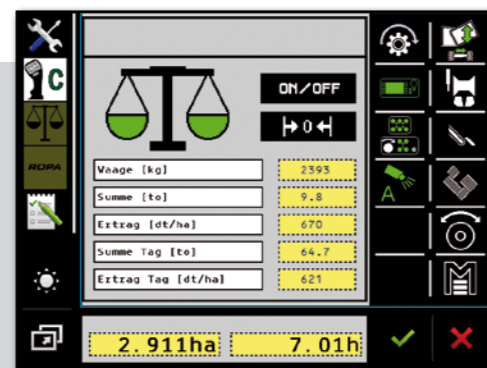 C
ON/OFF
0
Waage [kg] 2393
Summe [to] 9.8
ROPA
Ertrag [dt/ha] 670
A
Summe Tag [to] 64.7
Ertrag Tag [dt/ha] 621
2.911ha 7.01h